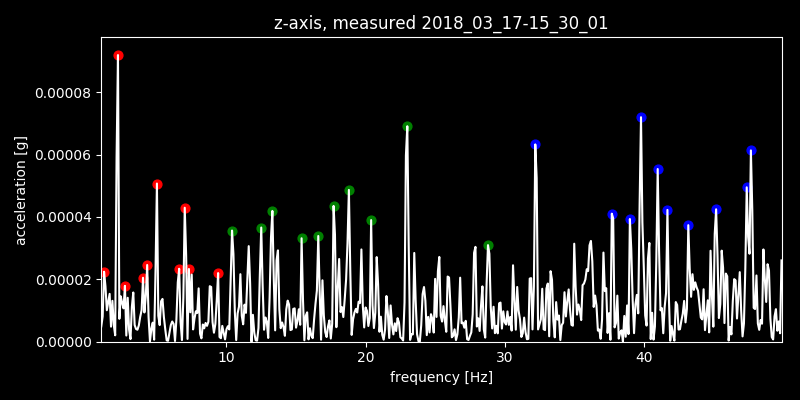 z-axis, measured 2018_03_17-15_30_01
0.00008
0.00006
0.00004
0.00002
0.00000
acceleration [g]
10 20 30 40
frequency [Hz]